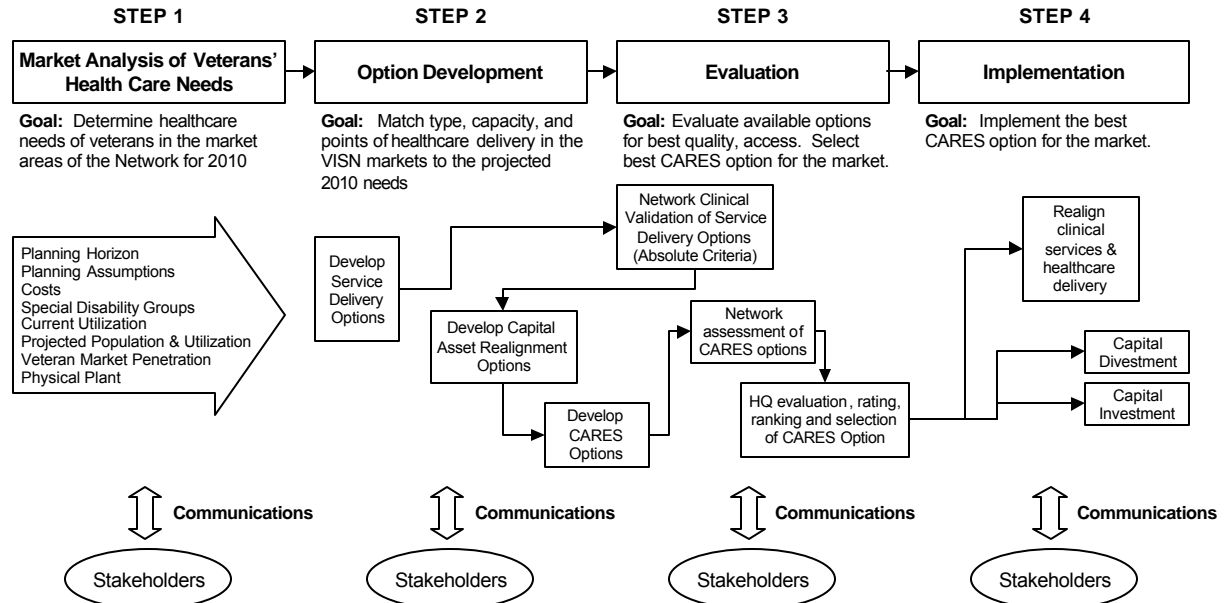 STEP 1
STEP 2
STEP 3
STEP 4
Market Analysis of Veterans'
Health Care Needs
Option Development
Evaluation
Implementation
Goal: Determine healthcare
needs of veterans in the market
areas of the Network for 2010
Goal: Match type, capacity, and
points of healthcare delivery in the
VISN markets to the projected
2010 needs
Goal: Evaluate available options
for best quality, access. Select
best CARES option for the market.
Goal: Implement the best
CARES option for the market.
Planning Horizon
Planning Assumptions
Costs
Special Disability Groups
Current Utilization
Projected Population & Utilization
Veteran Market Penetration
Physical Plant
Develop
Service
Delivery
Options
Network Clinical
Validation of Service
Delivery Options
(Absolute Criteria)
Develop Capital
Asset Realignment
Options
Develop
CARES
Options
Network
assessment of
CARES options
HQ evaluation, rating,
ranking and selection
of CARES Option
Realign
clinical
services &
healthcare
delivery
Capital
Divestment
Capital
Investment
Communications
Communications
Communications
Communications
Stakeholders
Stakeholders
Stakeholders
Stakeholders